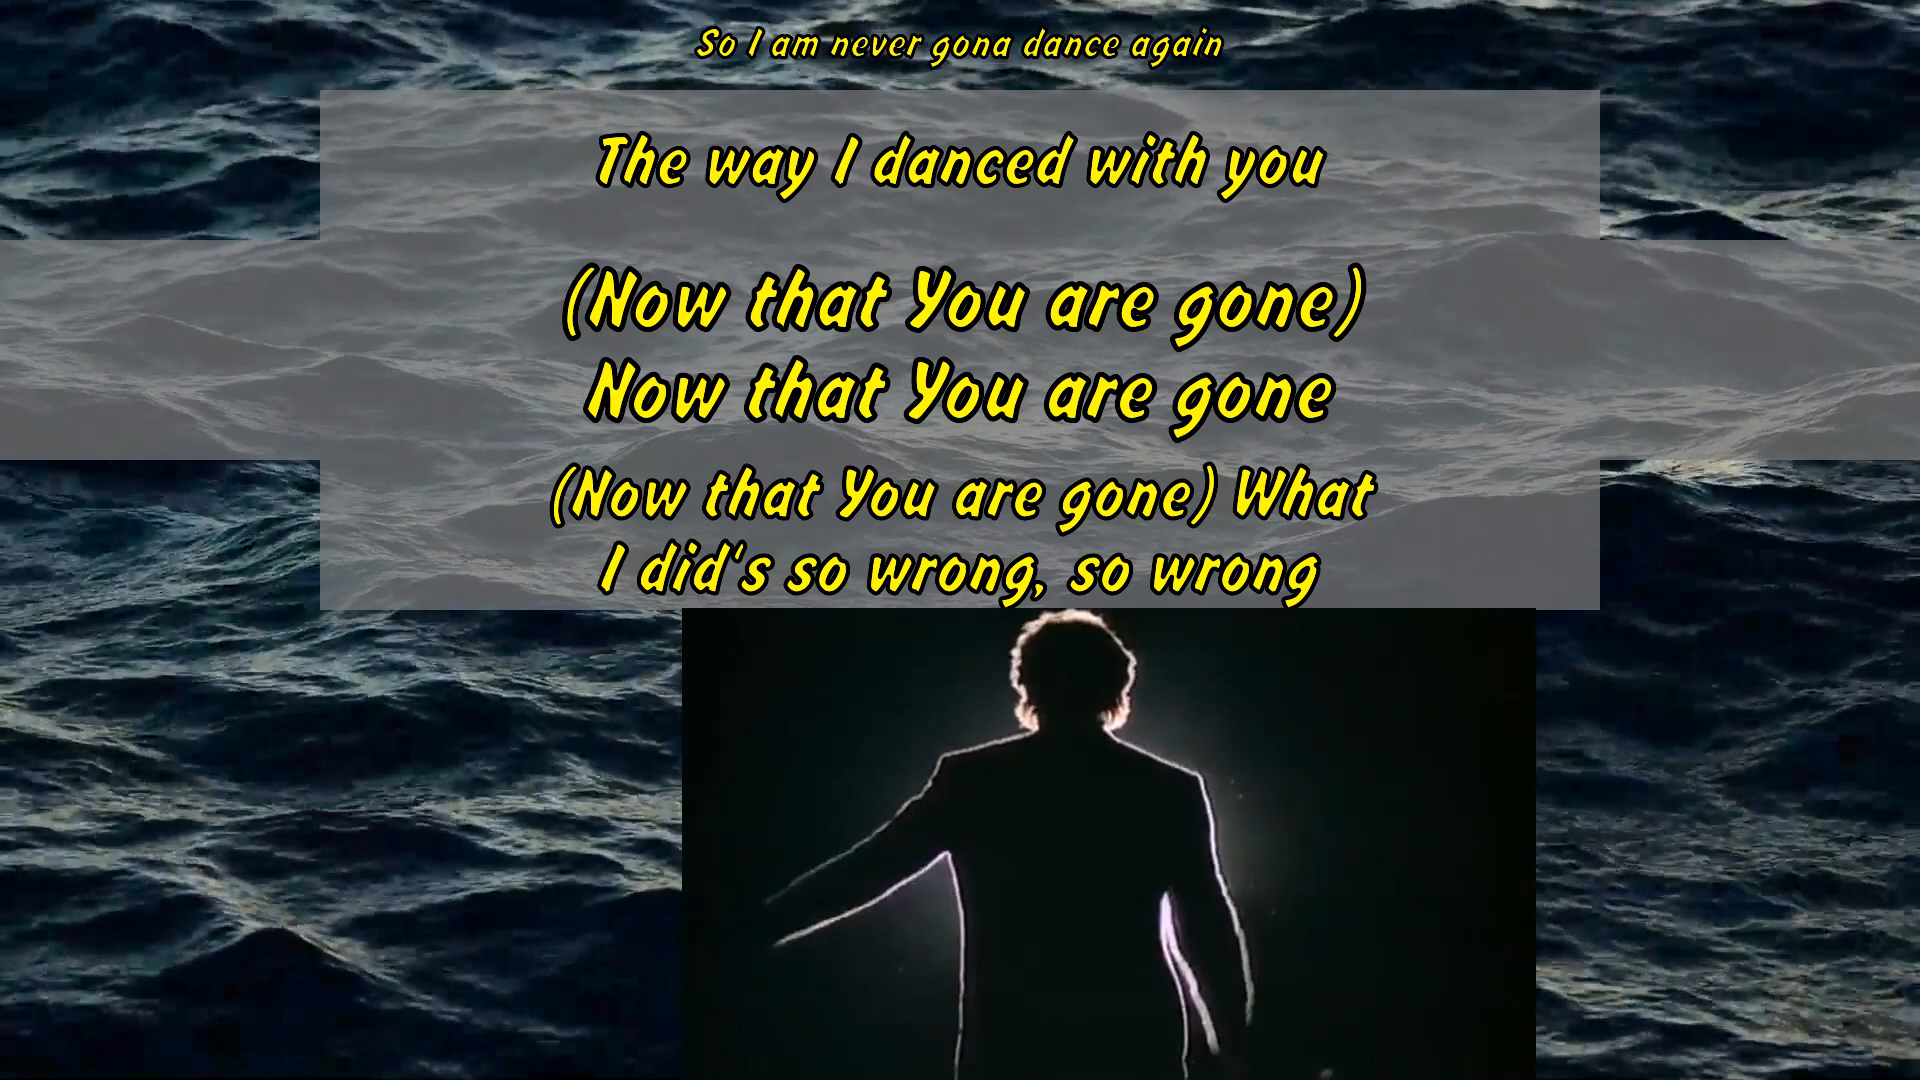 So I am never gona dance again
The way I danced with you
(Now that You are gone)
Now that You are gone
(Now that You are gone) What
I did's so wrong, so wrong